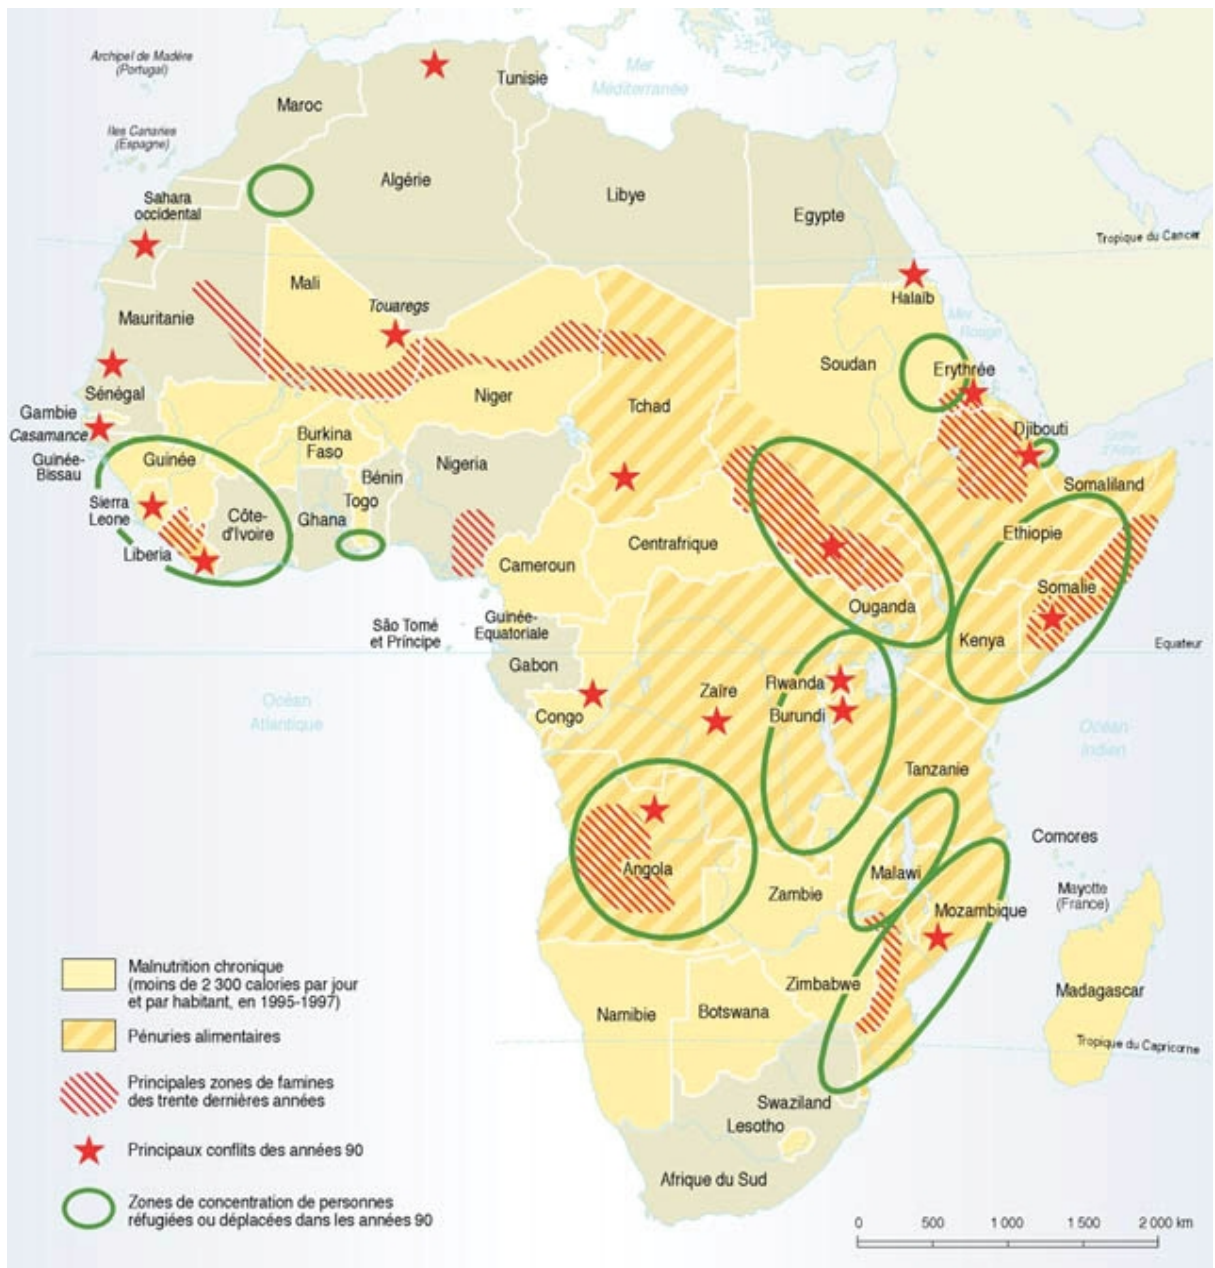 Archipel de Madère
(Portugal)
Mer
Méditerranée
Tunisie
Maroc
Iles Canaries
(Espagne)
Algérie
Libye
Egypte
Sahara
occidental
Tropique du Cancer
Mali
Halaïb
Touaregs
Mauritanie
Mer
Rouge
Soudan
Erythrée
Sénégal
Niger
Tchad
Gambie
Casamance
Djibouti
Burkina
Faso
Guinée-
Bissau
Guinée
Nigeria
Bénin
Somaliland
Togo
Sierra
Leone
Côte-
d'Ivoire
Ghana
Ethiopie
Centrafrique
Liberia
Cameroun
Somalie
Ouganda
São Tomé
et Príncipe
Guinée-
Equatoriale
Kenya
Equateur
Gabon
Rwanda
Zaïre
Océan
Atlantique
Congo
Burundi
Océan
Indien
Tanzanie
Comores
Angola
Malawi
Zambie
Mayotte
(France)
Mozambique
Malnutrition chronique
(moins de 2 300 calories par jour
et par habitant, en 1995-1997)
Zimbabwe
Madagascar
Namibie
Botswana
Pénuries alimentaires
Tropique du Capricorne
Principales zones de famines
des trente dernières années
Swaziland
Lesotho
Principaux conflits des années 90
Afrique du Sud
Zones de concentration de personnes
réfugiées ou déplacées dans les années 90
0 500 1 000 1 500 2 000 km